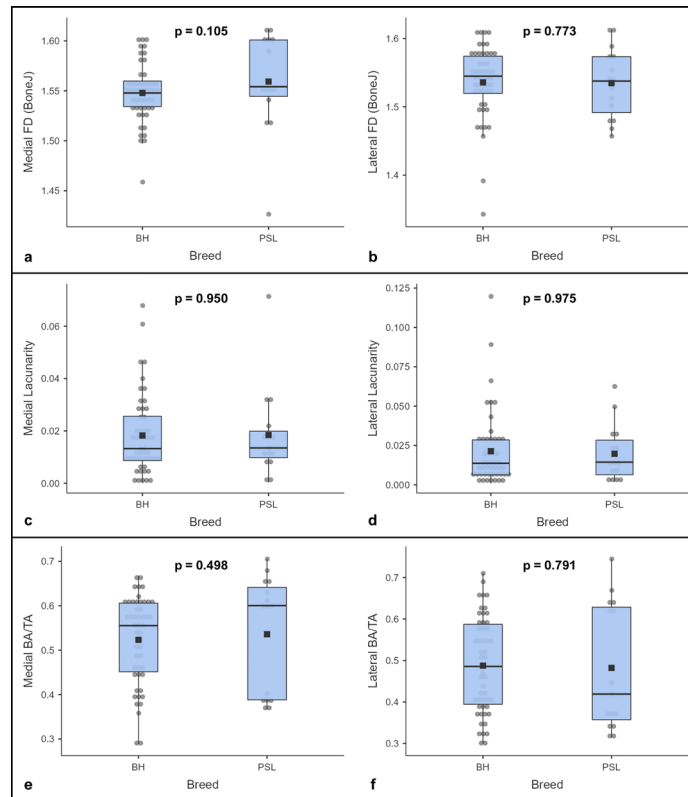 p = 0.105
Medial FD (BoneJ)
1.60
1.55
1.50
1.45
BH
PSL
Breed
a
p = 0.773
Lateral FD (BoneJ)
1.6
1.5
1.4
BH
PSL
Breed
b
p = 0.950
Medial Lacunarity
0.06
0.04
0.02
0.00
BH
PSL
Breed
c
p = 0.975
Lateral Lacunarity
0.125
0.100
0.075
0.050
0.025
0.000
BH
PSL
Breed
d
p = 0.498
Medial BA/TA
0.7
0.6
0.5
0.4
0.3
BH
PSL
Breed
e
p = 0.791
Lateral BA/TA
0.7
0.6
0.5
0.4
0.3
BH
PSL
Breed
f